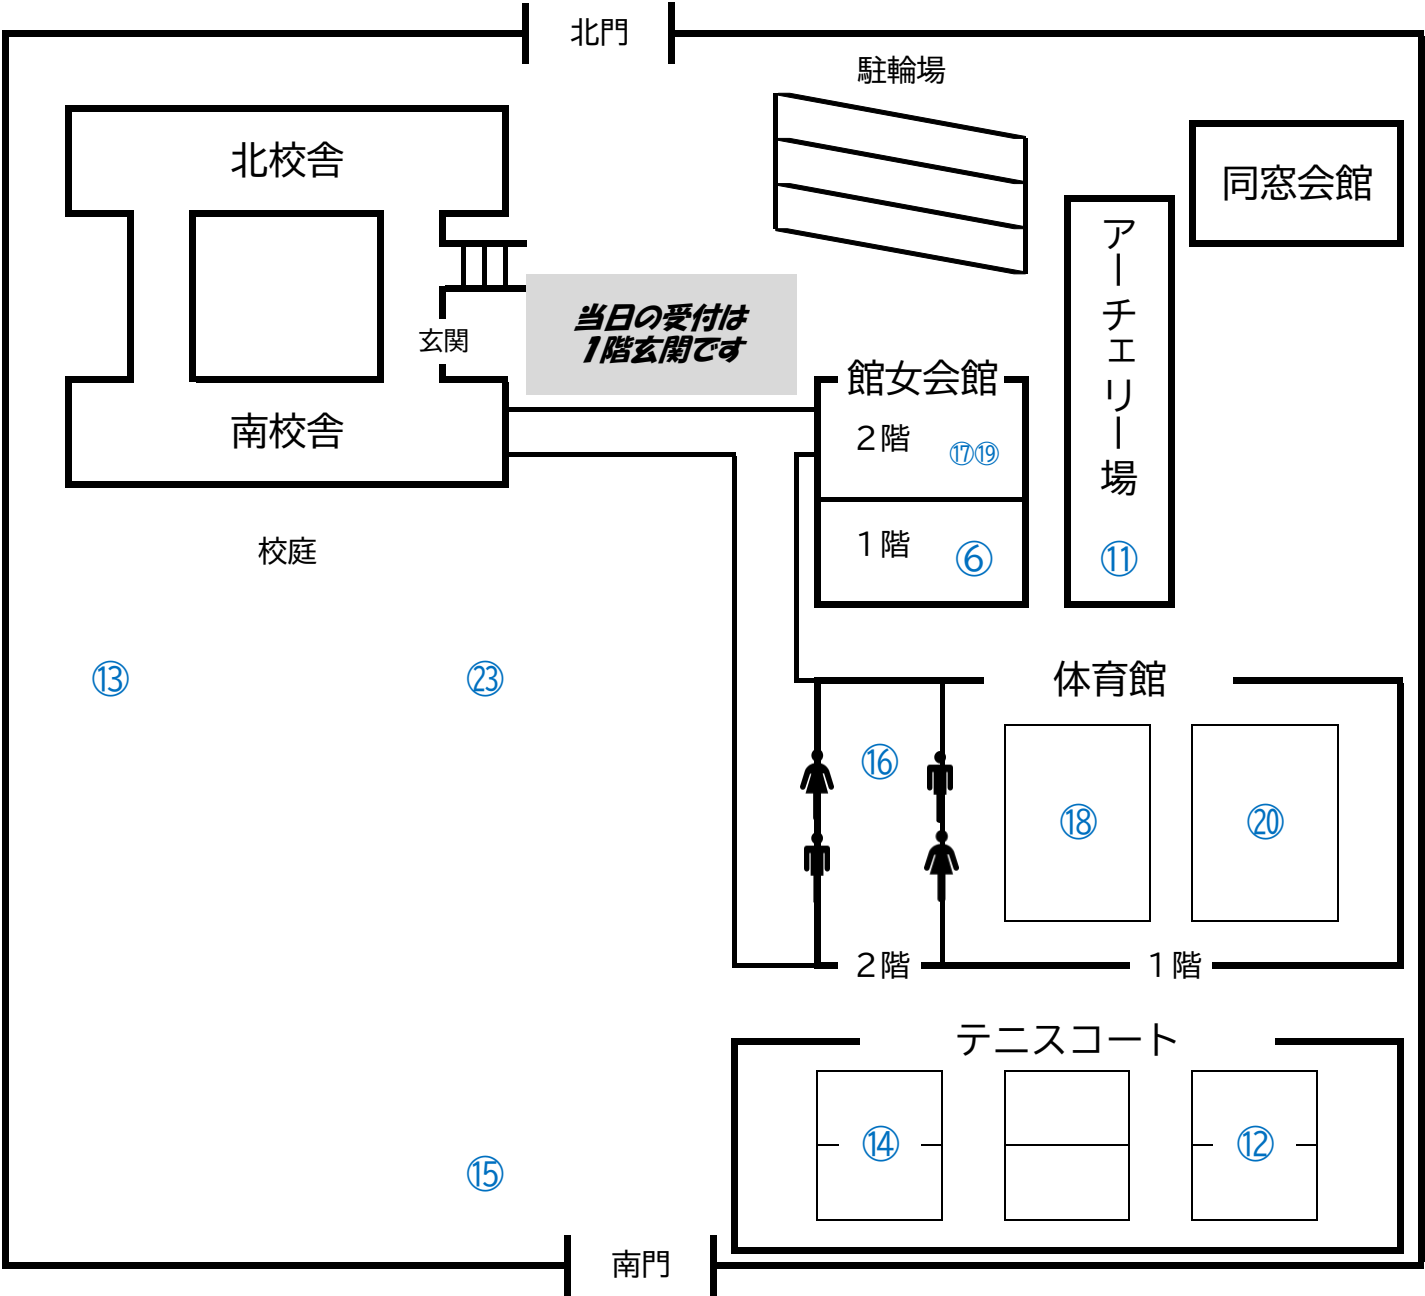 北門
駐輪場
北校舎
同窓会館
アーチェリー場
当日の受付は
1階玄関です
玄関
館女会館
南校舎
２階
⑰⑲
１階
⑥
⑪
校庭
⑬
㉓
体育館
⑯
⑱
⑳
２階
１階
テニスコート
⑭
⑫
⑮
南門